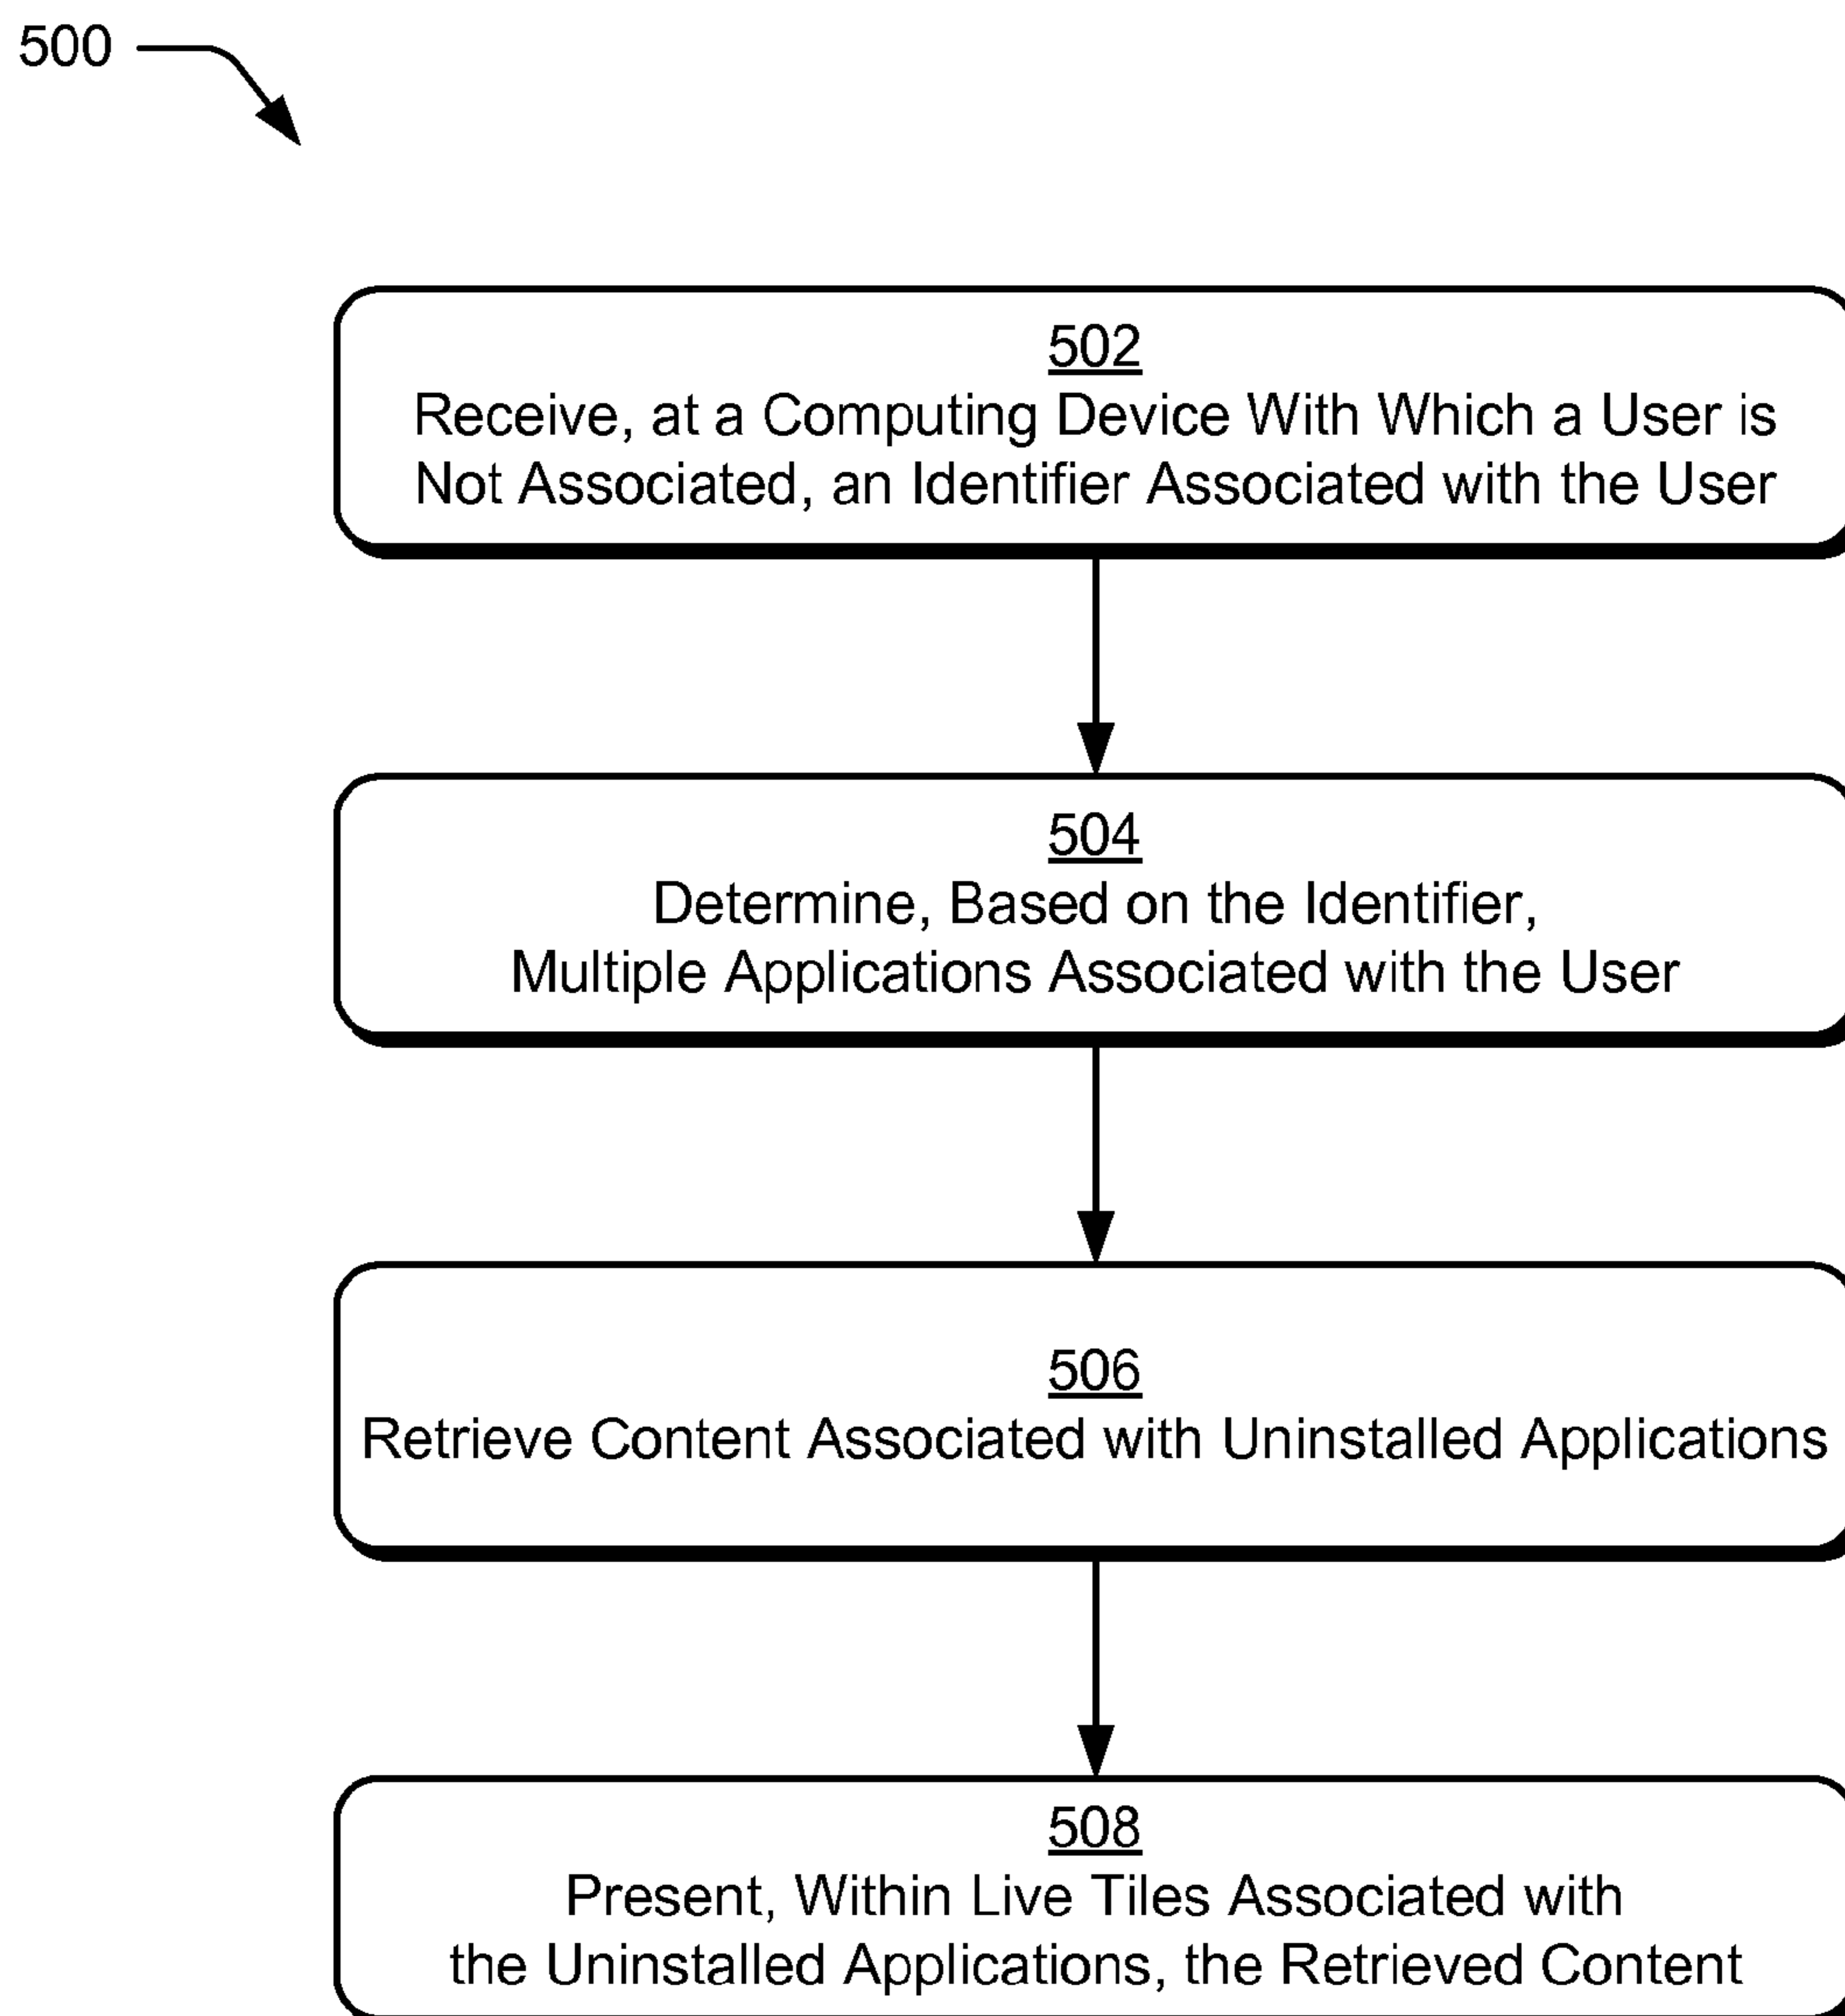 500
502
Receive, at a Computing Device With Which a User is
Not Associated, an Identifier Associated with the User
504
Determine, Based on the Identifier,
Multiple Applications Associated with the User
506
Retrieve Content Associated with Uninstalled Applications
508
Present, Within Live Tiles Associated with
the Uninstalled Applications, the Retrieved Content